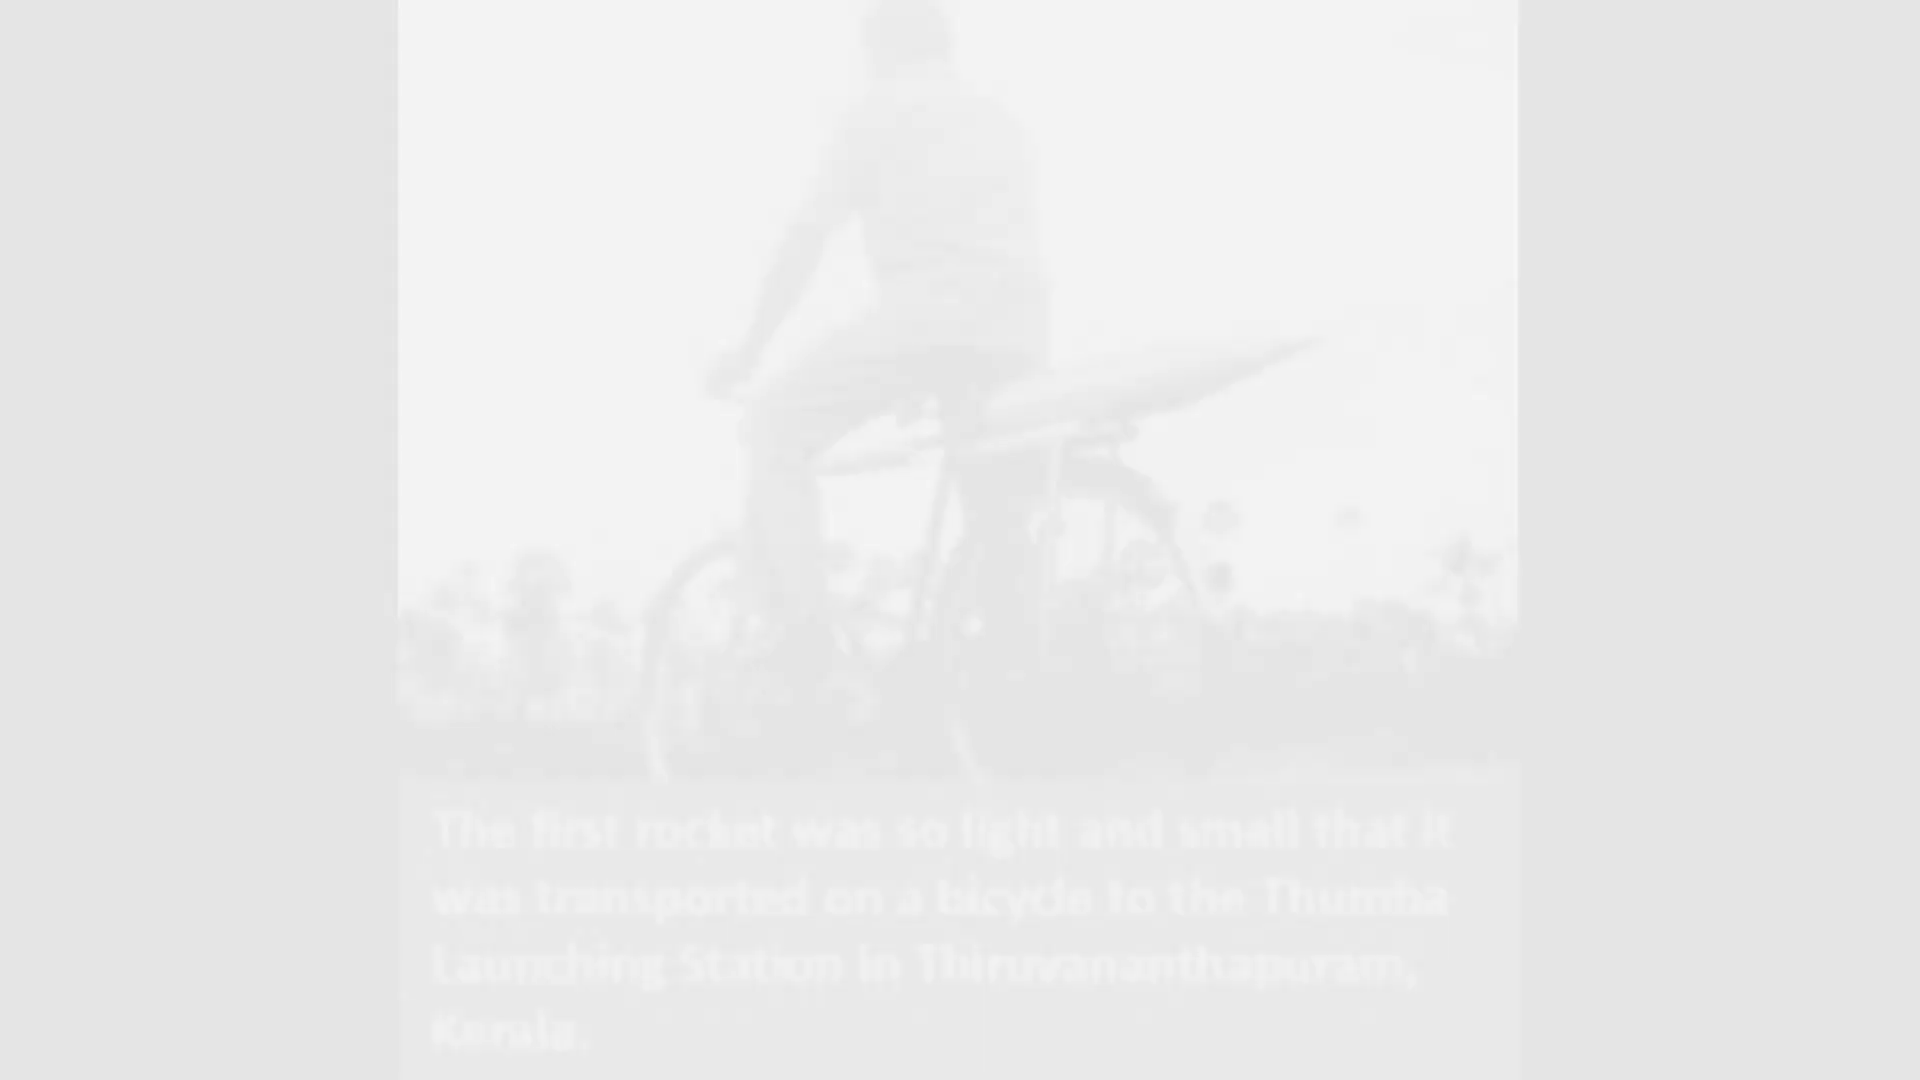 The first rocket was so light and small that it
was transported on a bicycle to the Thumba
Launching Station in Thiruvananthapuram,
Kerala.